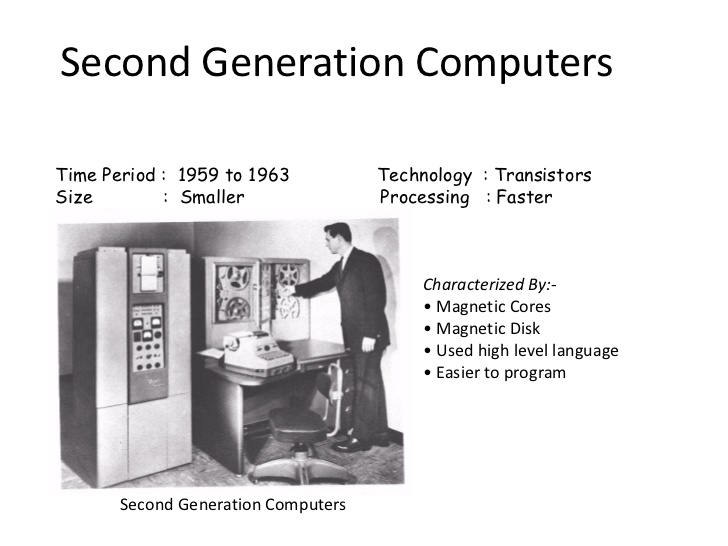 Second Generation Computers
Time Period : 1959 to 1963
Size : Smaller
Technology : Transistors
Processing : Faster
Characterized By:-
• Magnetic Cores
• Magnetic Disk
• Used high level language
• Easier to program
Second Generation Computers